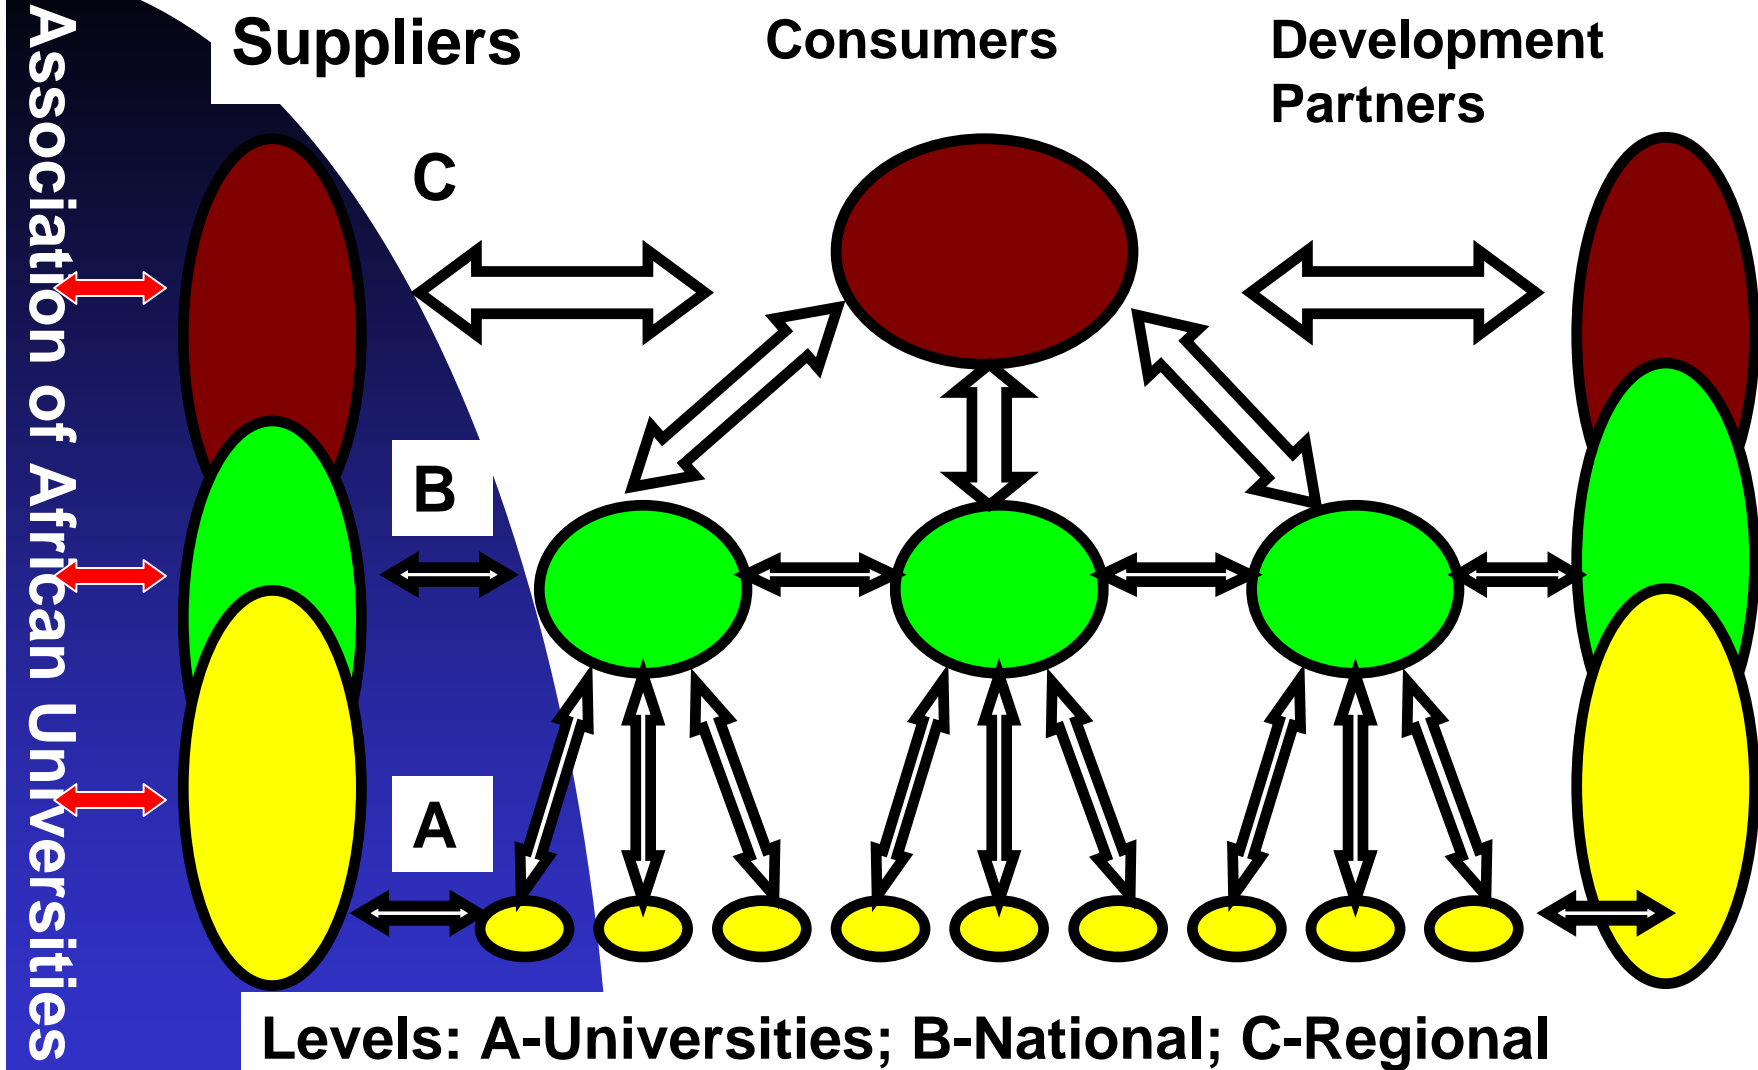 Association of African Universities
Suppliers
Consumers
Development
Partners
C
B
A
Levels: A-Universities; B-National; C-Regional